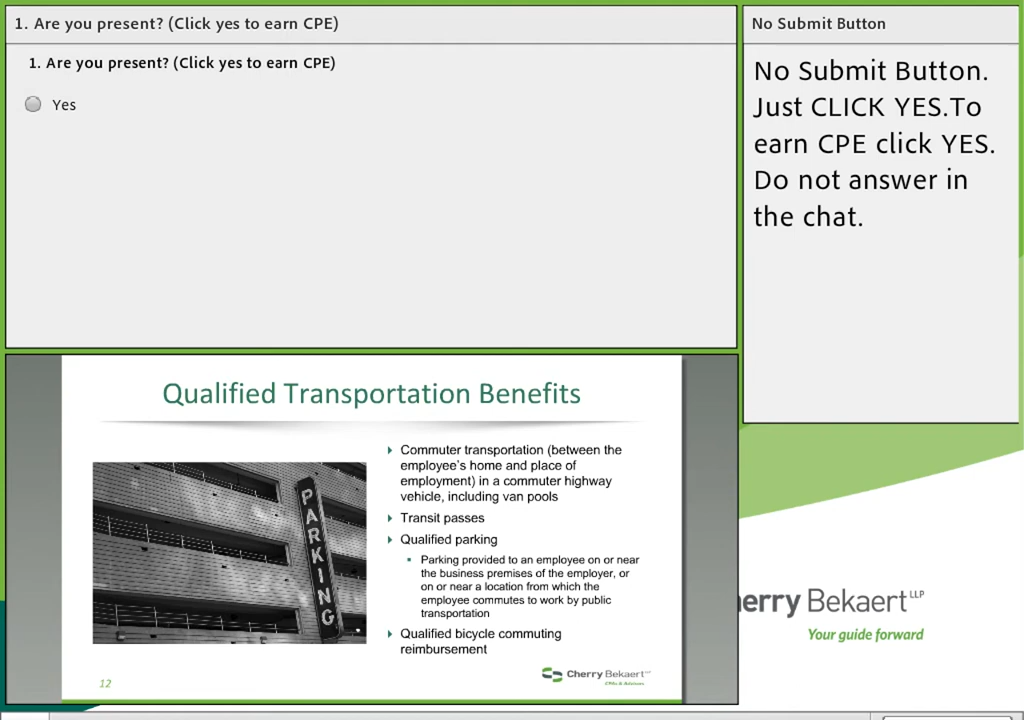 1. Are you present? (Click yes to earn CPE)
1. Are you present? (Click yes to earn CPE)
Yes
No Submit Button
No Submit Button.
Just CLICK YES.To
earn CPE click YES.
Do not answer in
the chat.
Qualified Transportation Benefits
PARKING
Commuter transportation (between the
employee's home and place of
employment) in a commuter highway
vehicle, including van pools
Transit passes
Qualified parking
Parking provided to an employee on or near
the business premises of the employer, or
on or near a location from which the
employee commutes to work by public
transportation
Qualified bicycle commuting
reimbursement
12
Cherry Bekaert LLP
CPAs & Advisors
erry Bekaert LLP
Your guide forward